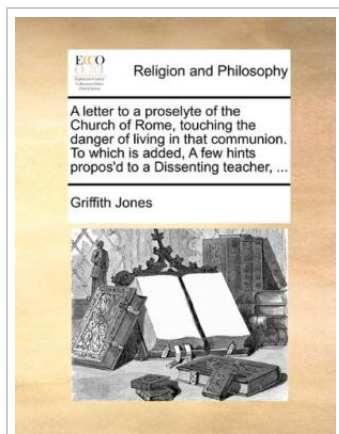 ECCO
Religion and Philosophy
A letter to a proselyte of the
Church of Rome, touching the
danger of living in that communion.
To which is added, A few hints
propos'd to a Dissenting teacher, ...
Griffith Jones